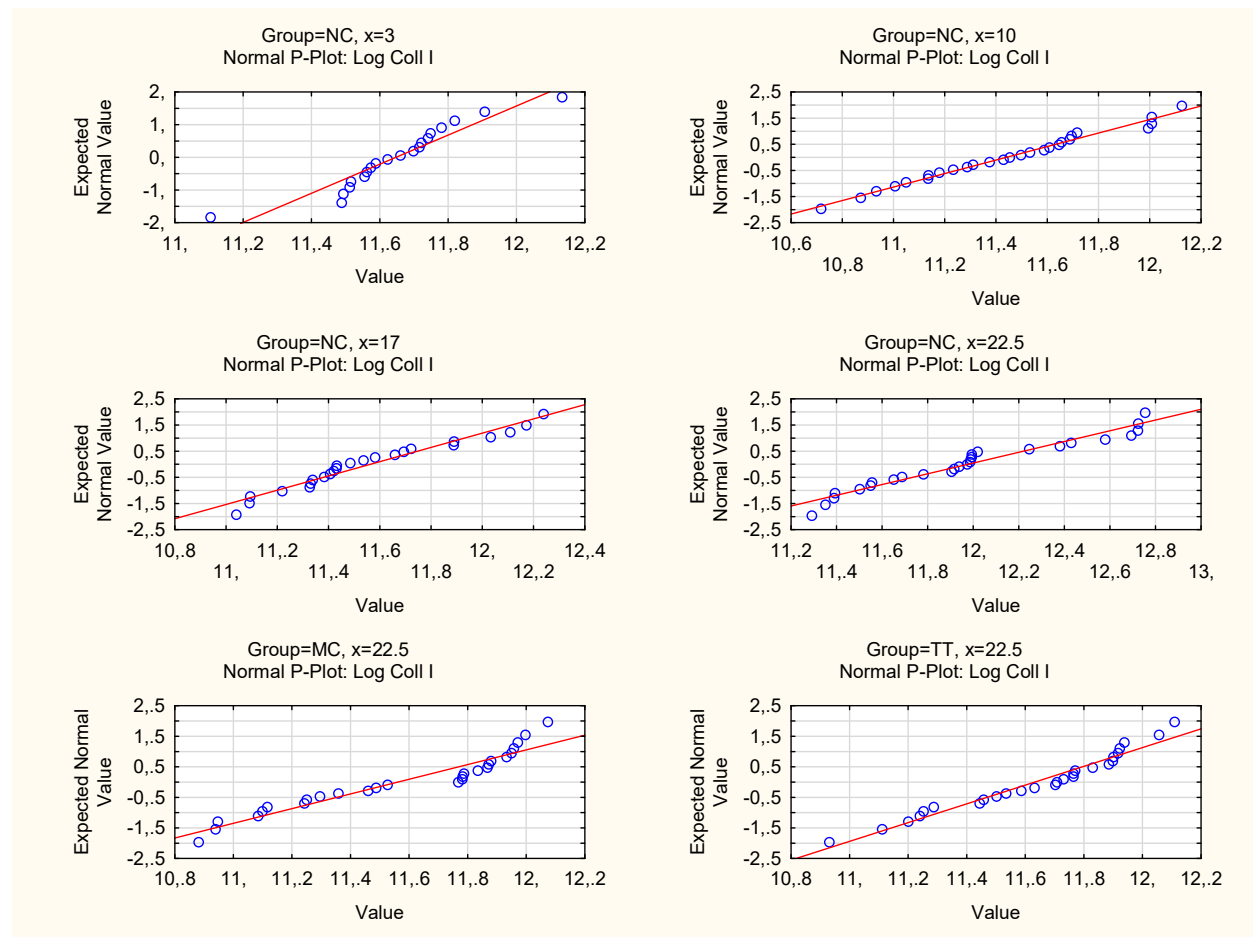 Group=NC, x=3
Normal P-Plot: Log Coll I
Expected
Normal Value
2,
1,
0,
-1,
-2,
11, 11,.2 11,.4 11,.6 11,.8 12, 12,.2
Value
Group=NC, x=10
Normal P-Plot: Log Coll I
Expected
Normal Value
2,.5
1,.5
0,.5
-0,.5
-1,.5
-2,.5
10,.6 11, 11,.4 11,.8 12,.2
10,.8 11,.2 11,.6 12,
Value
Group=NC, x=17
Normal P-Plot: Log Coll I
Expected
Normal Value
2,.5
1,.5
0,.5
-0,.5
-1,.5
-2,.5
10,.8 11,.2 11,.6 12, 12,.4
11, 11,.4 11,.8 12,.2
Value
Group=NC, x=22.5
Normal P-Plot: Log Coll I
Expected
Normal Value
2,.5
1,.5
0,.5
-0,.5
-1,.5
-2,.5
11,.2 11,.6 12, 12,.4 12,.8
11,.4 11,.8 12,.2 12,.6 13,
Value
Group=MC, x=22.5
Normal P-Plot: Log Coll I
Expected Normal
Value
2,.5
1,.5
0,.5
-0,.5
-1,.5
-2,.5
10,.8 11, 11,.2 11,.4 11,.6 11,.8 12, 12,.2
Value
Group=TT, x=22.5
Normal P-Plot: Log Coll I
Expected Normal
Value
2,.5
1,.5
0,.5
-0,.5
-1,.5
-2,.5
10,.8 11, 11,.2 11,.4 11,.6 11,.8 12, 12,.2
Value